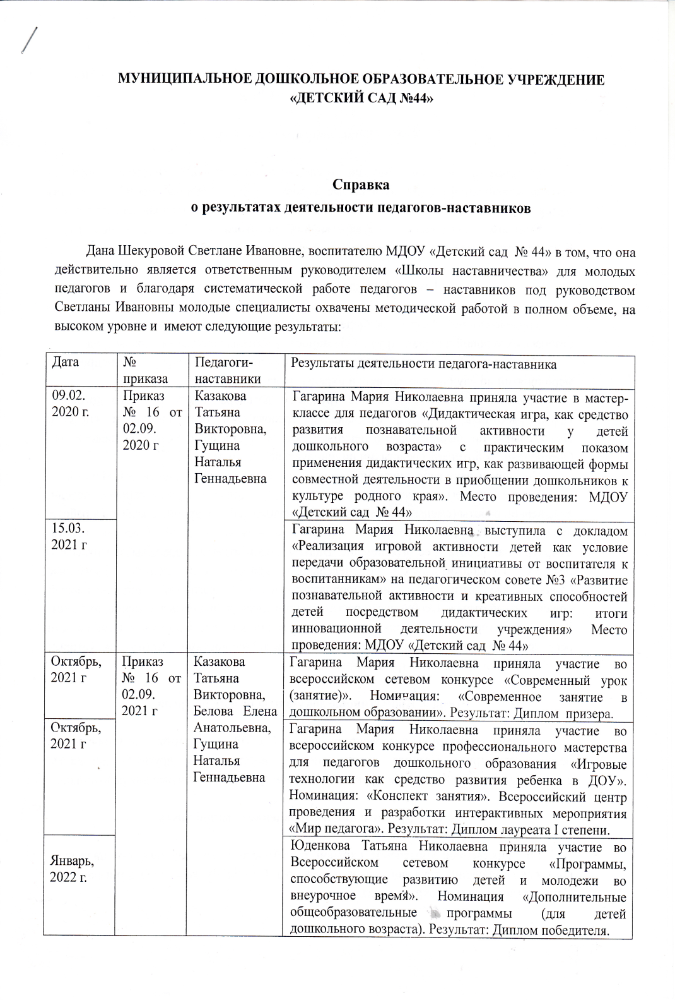 МУНИЦИПАЛЬНОЕ ДОШКОЛЬНОЕ ОБРАЗОВАТЕЛЬНОЕ УЧРЕЖДЕНИЕ
«ДЕТСКИЙ САД №44»
Справка
о результатах деятельности педагогов-наставников
Дана Шекуровой Светлане Ивановне, воспитателю МДОУ «Детский сад № 44» в том, что она
действительно является ответственным руководителем «Школы наставничества» для молодых
педагогов и благодаря систематической работе педагогов – наставников под руководством
Светланы Ивановны молодые специалисты охвачены методической работой в полном объеме, на
высоком уровне и имеют следующие результаты:
Дата
№
приказа
Педагоги-
наставники
Результаты деятельности педагога-наставника
09.02.
2020 г.
Приказ
№ 16 от
02.09.
2020 г
Казакова
Татьяна
Викторовна,
Гущина
Наталья
Геннадьевна
Гагарина Мария Николаевна приняла участие в мастер-
классе для педагогов «Дидактическая игра, как средство
развития познавательной активности у детей
дошкольного возраста» с практическим показом
применения дидактических игр, как развивающей формы
совместной деятельности в приобщении дошкольников к
культуре родного края». Место проведения: МДОУ
«Детский сад № 44»
15.03.
2021 г
Гагарина Мария Николаевна выступила с докладом
«Реализация игровой активности детей как условие
передачи образовательной инициативы от воспитателя к
воспитанникам» на педагогическом совете №3 «Развитие
познавательной активности и креативных способностей
детей посредством дидактических игр: итоги
инновационной деятельности учреждения» Место
проведения: МДОУ «Детский сад № 44»
Октябрь,
2021 г
Приказ
№ 16 от
02.09.
2021 г
Казакова
Татьяна
Викторовна,
Белова Елена
Анатольевна,
Гущина
Наталья
Геннадьевна
Гагарина Мария Николаевна приняла участие во
всероссийском сетевом конкурсе «Современный урок
(занятие)». Номинация: «Современное занятие в
дошкольном образовании». Результат: Диплом призера.
Октябрь,
2021 г
Гагарина Мария Николаевна приняла участие во
всероссийском конкурсе профессионального мастерства
для педагогов дошкольного образования «Игровые
технологии как средство развития ребенка в ДОУ».
Номинация: «Конспект занятия». Всероссийский центр
проведения и разработки интерактивных мероприятия
«Мир педагога». Результат: Диплом лауреата I степени.
Январь,
2022 г.
Юденкова Татьяна Николаевна приняла участие во
Всероссийском сетевом конкурсе «Программы,
способствующие развитию детей и молодежи во
внеурочное время». Номинация «Дополнительные
общеобразовательные программы (для детей
дошкольного возраста). Результат: Диплом победителя.